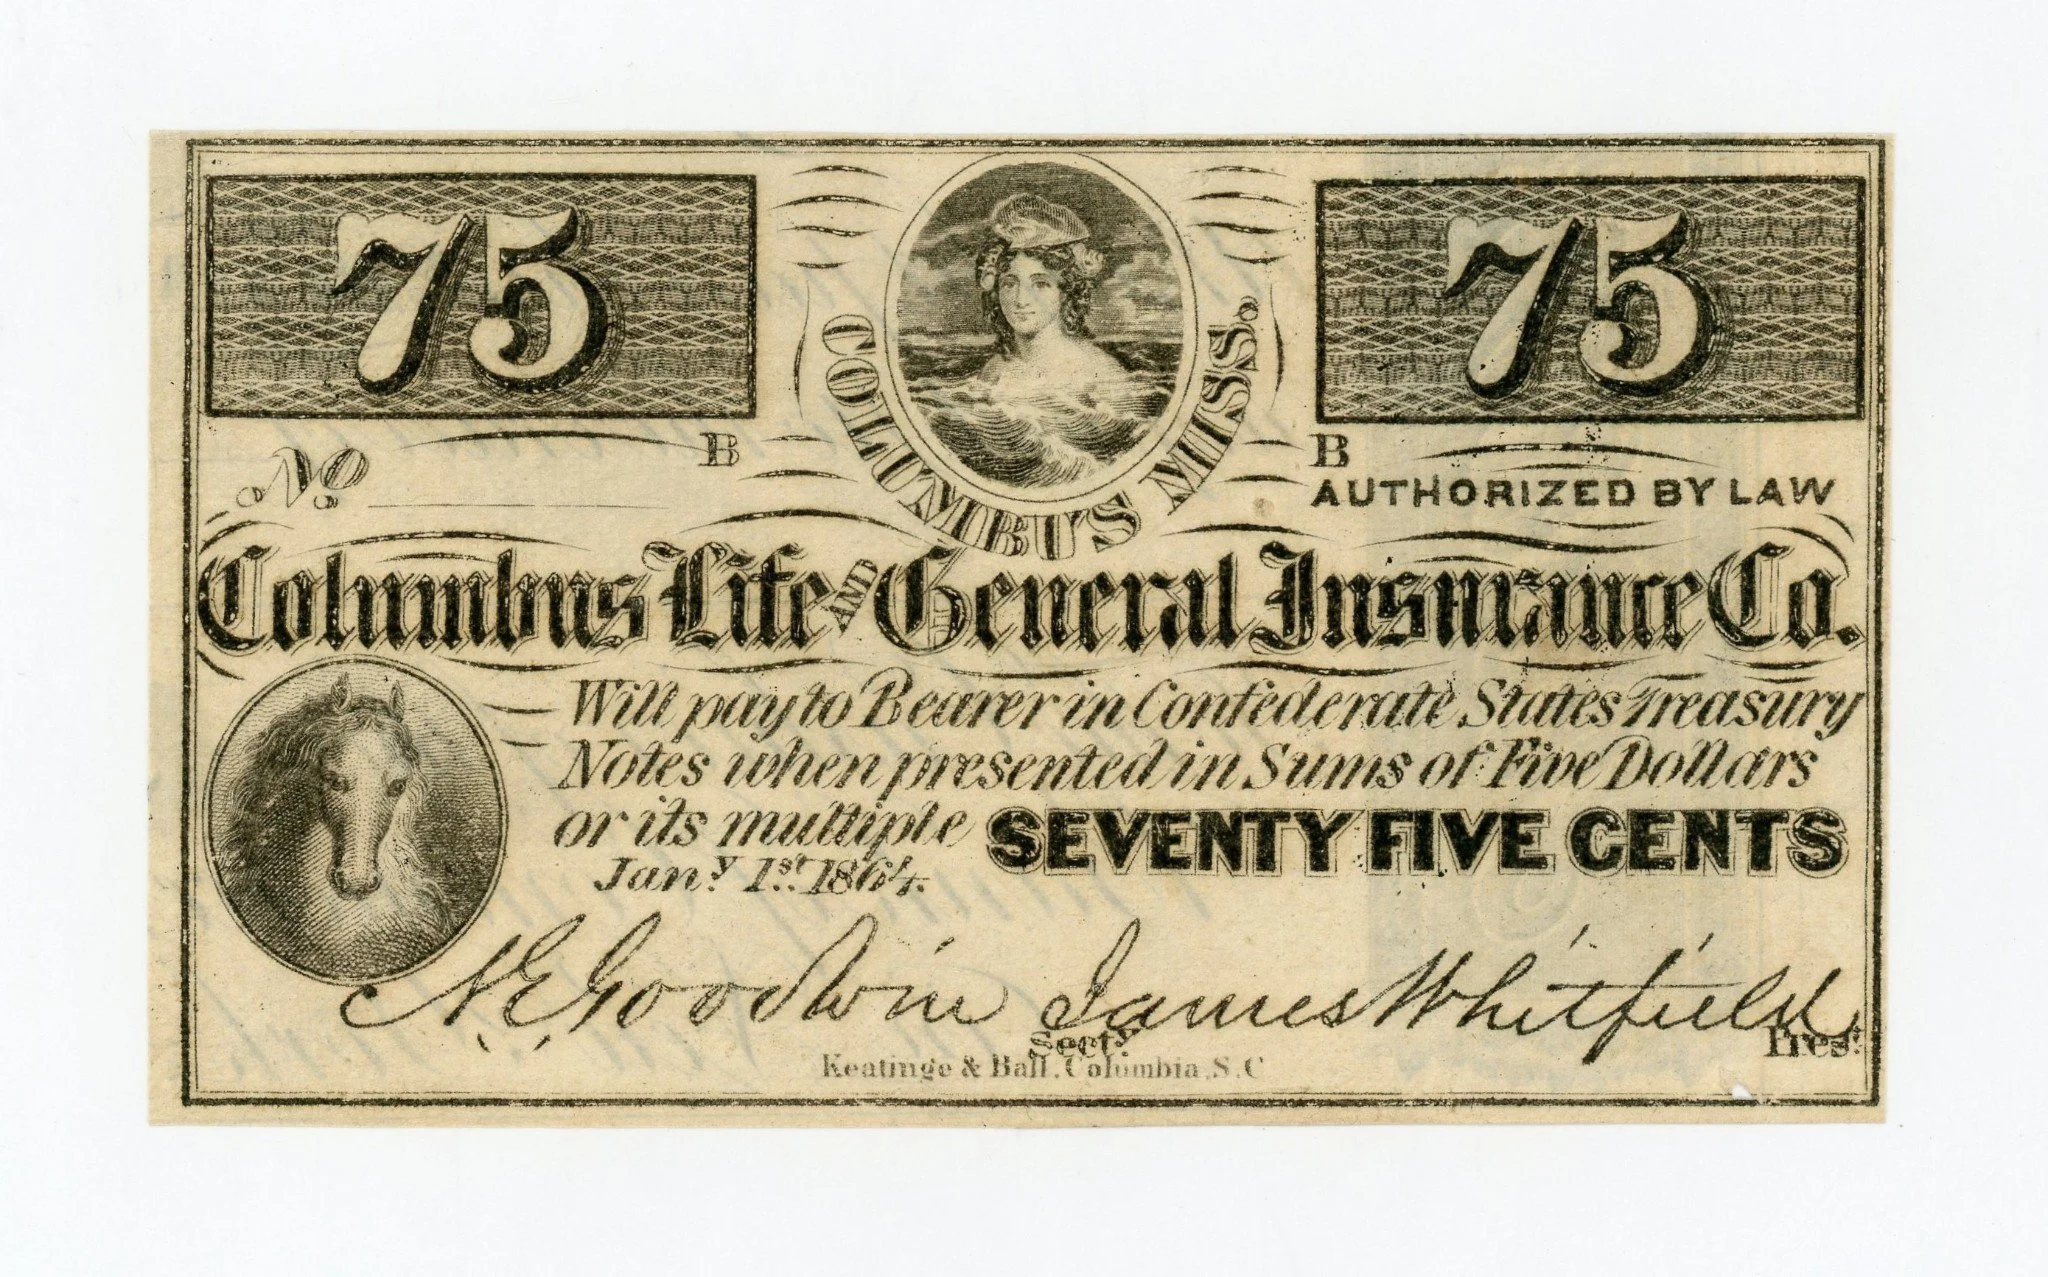 75
75
COLUMBUS MISS.
No B
B
AUTHORIZED BY LAW
Columbus Life AND General Insurance Co.
Will pay to Bearer in Confederate States Treasury
Notes when presented in Sums of Five Dollars
or its multiple SEVENTY FIVE CENTS
Jany. 1st. 1864.
N. E. Goodwin James Whitfield
Secty. Prest.
Keatinge & Ball, Columbia, S.C